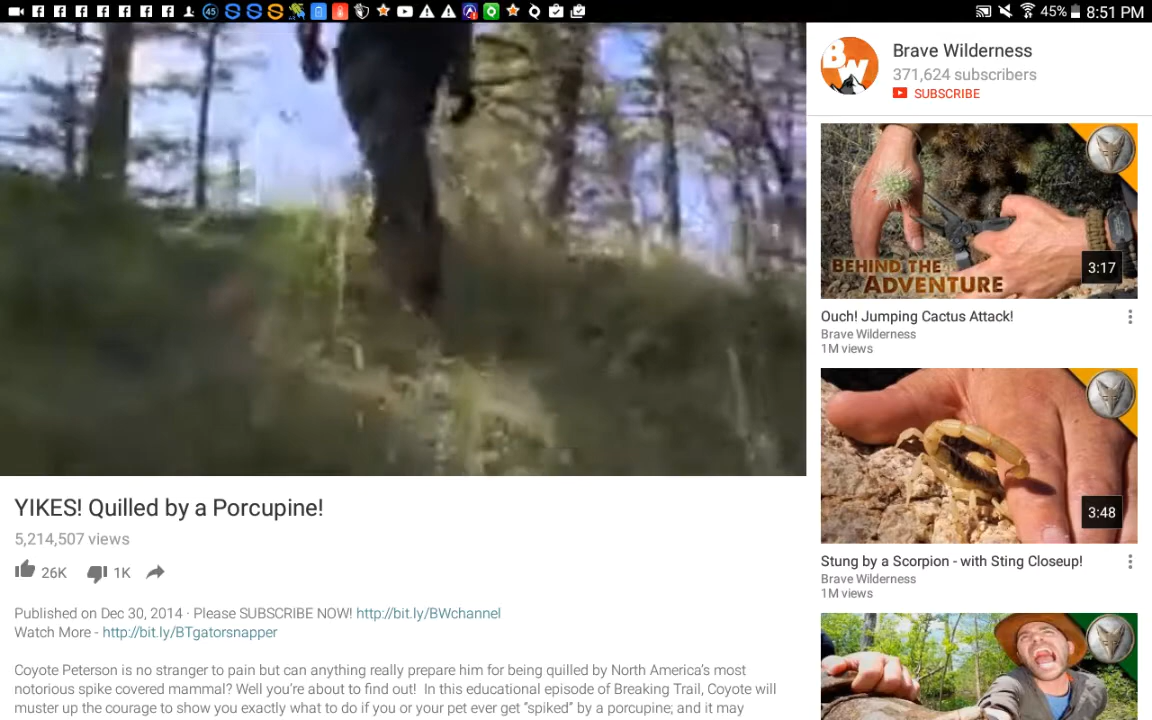 45
45% 8:51 PM
BW
Brave Wilderness
371,624 subscribers
SUBSCRIBE
BEHIND THE
ADVENTURE
3:17
Ouch! Jumping Cactus Attack!
Brave Wilderness
1M views
3:48
Stung by a Scorpion - with Sting Closeup!
Brave Wilderness
1M views
YIKES! Quilled by a Porcupine!
5,214,507 views
26K 1K
Published on Dec 30, 2014 · Please SUBSCRIBE NOW! http://bit.ly/BWchannel
Watch More - http://bit.ly/BTgatorsnapper
Coyote Peterson is no stranger to pain but can anything really prepare him for being quilled by North America's most
notorious spike covered mammal? Well you're about to find out!  In this educational episode of Breaking Trail, Coyote will
muster up the courage to show you exactly what to do if you or your pet ever get "spiked" by a porcupine; and it may